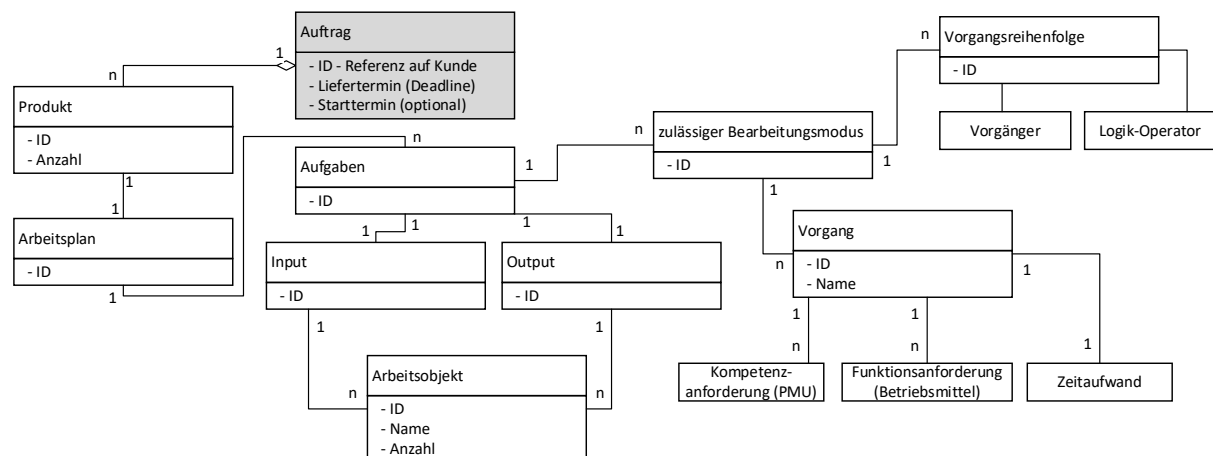 Auftrag
- ID - Referenz auf Kunde
- Liefertermin (Deadline)
- Starttermin (optional)
1
n
Produkt
- ID
- Anzahl
1
1
Arbeitsplan
- ID
1
n
Aufgaben
- ID
1
n
1
1
1
1
Input
- ID
1
Output
- ID
1
n
n
Arbeitsobjekt
- ID
- Name
- Anzahl
zulässiger Bearbeitungsmodus
- ID
1
n
1
n
Vorgangsreihenfolge
- ID
Vorgänger
Logik-Operator
Vorgang
- ID
- Name
1
n
1
n
1
1
Kompetenz-
anforderung (PMU)
Funktionsanforderung
(Betriebsmittel)
Zeitaufwand